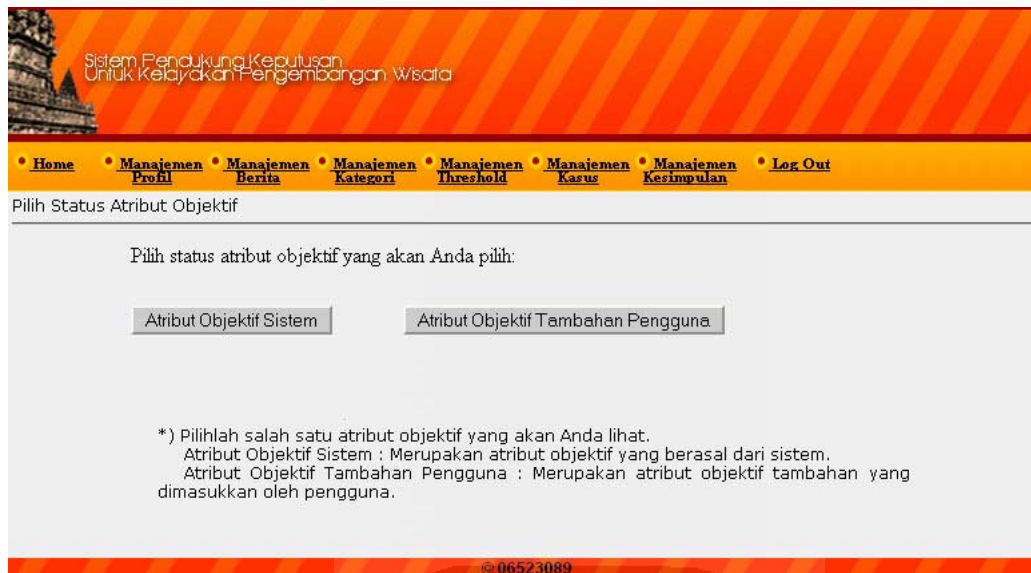 Sistem Pendukung Keputusan
Untuk Kelayakan Pengembangan Wisata
Home
Manajemen Profil
Manajemen Berita
Manajemen Kategori
Manajemen Threshold
Manajemen Kasus
Manajemen Kesimpulan
Log Out
Pilih Status Atribut Objektif
Pilih status atribut objektif yang akan Anda pilih:
Atribut Objektif Sistem
Atribut Objektif Tambahan Pengguna
*) Pilihlah salah satu atribut objektif yang akan Anda lihat.
Atribut Objektif Sistem : Merupakan atribut objektif yang berasal dari sistem.
Atribut Objektif Tambahan Pengguna : Merupakan atribut objektif tambahan yang
dimasukkan oleh pengguna.
© 06523089